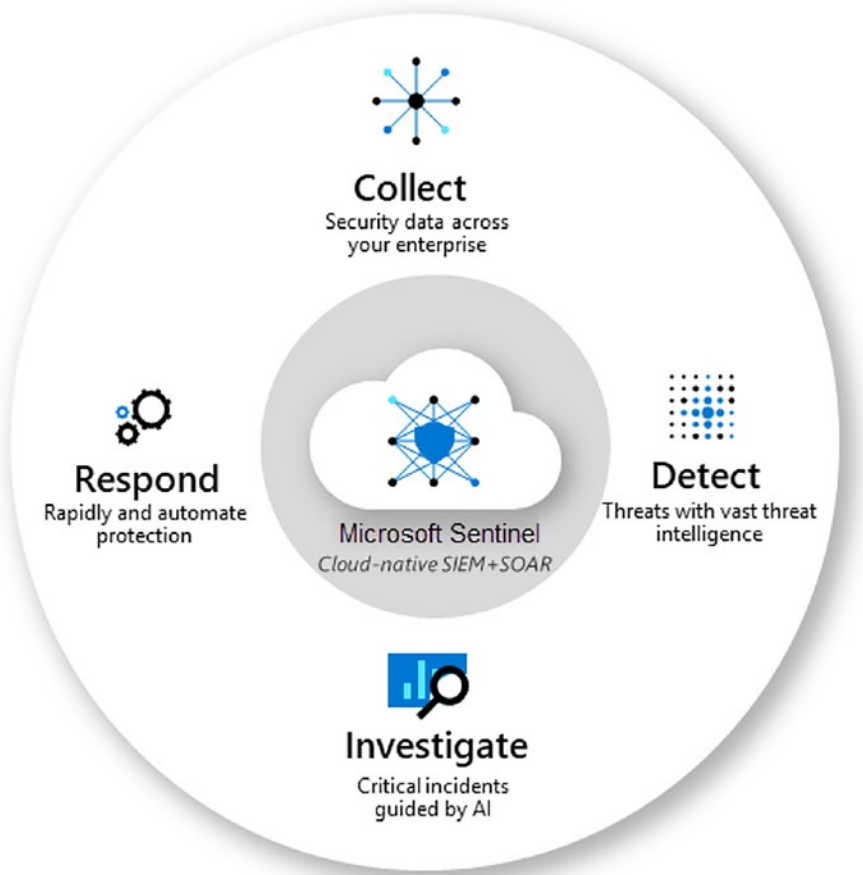 Collect
Security data across
your enterprise
Respond
Rapidly and automate
protection
Microsoft Sentinel
Cloud-native SIEM+SOAR
Detect
Threats with vast threat
intelligence
Investigate
Critical incidents
guided by AI